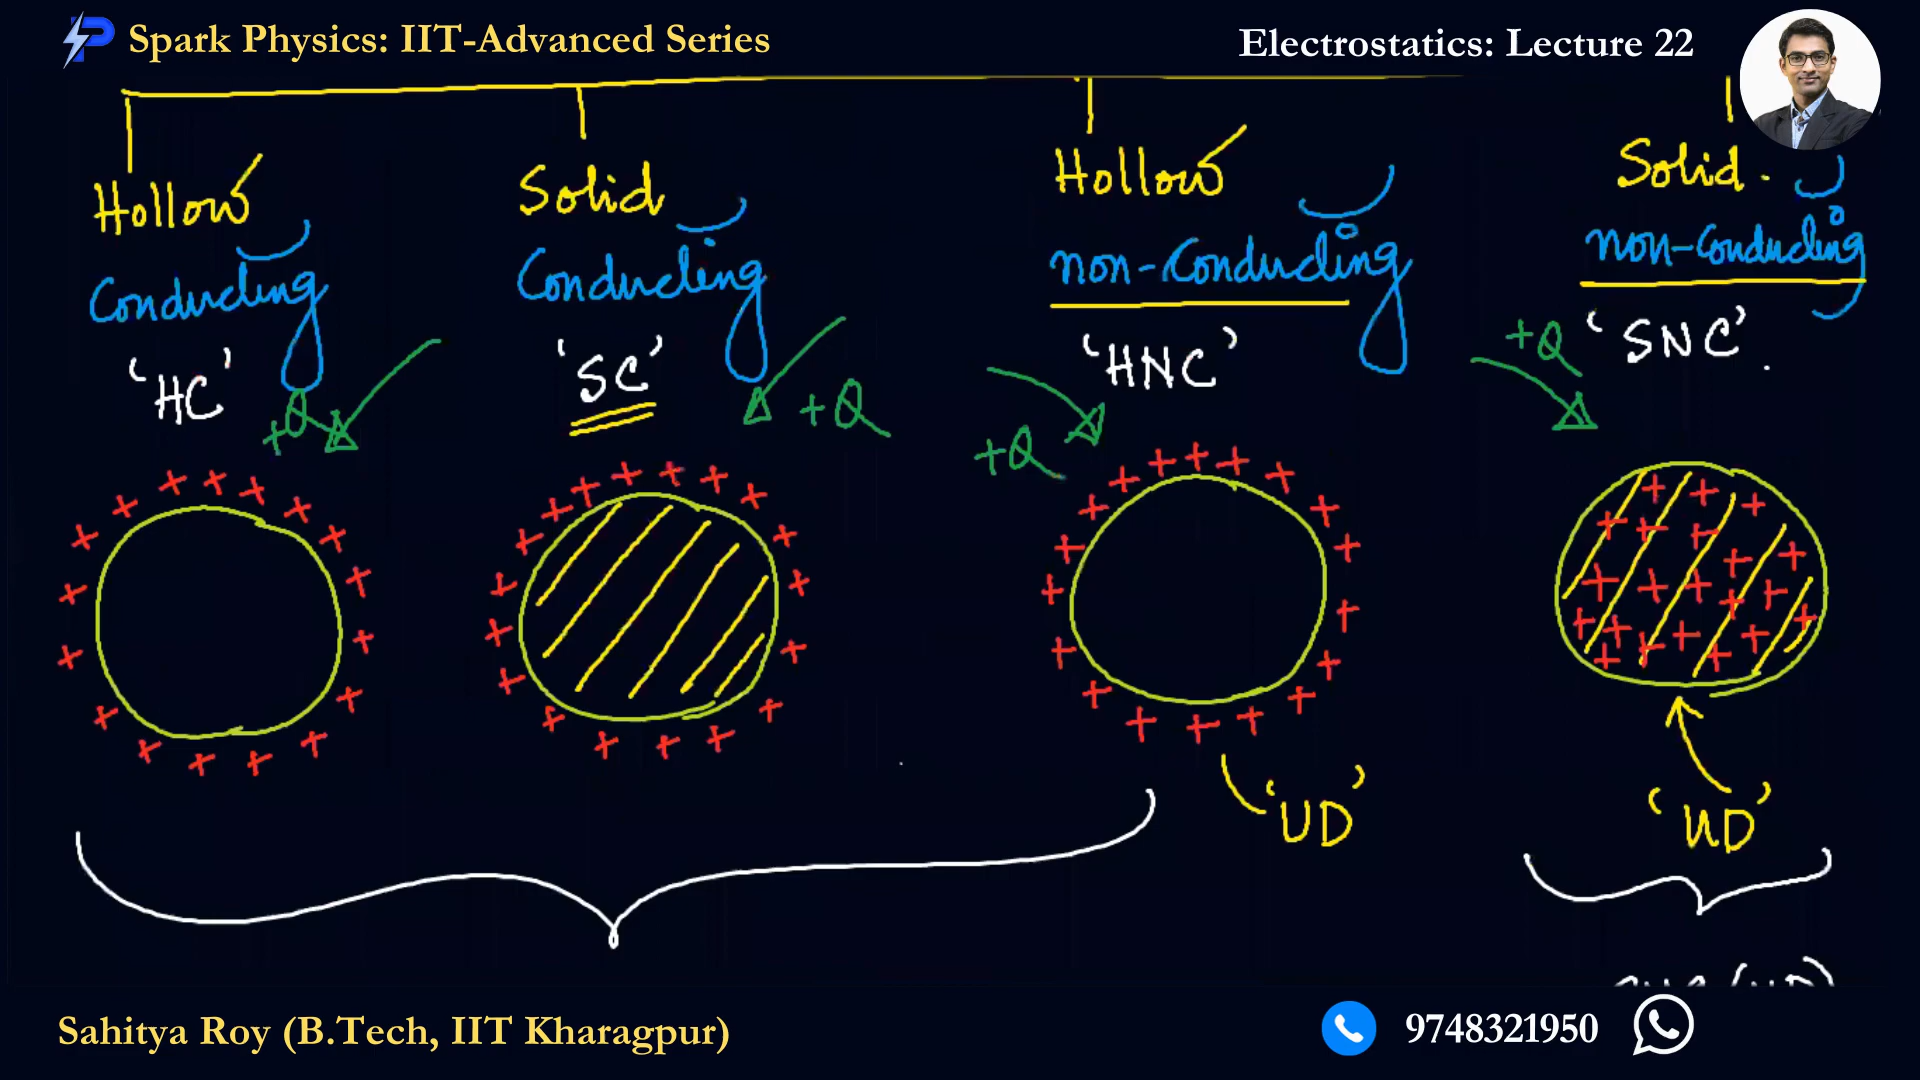 Spark Physics: IIT-Advanced Series
Electrostatics: Lecture 22
Hollow
Conducting
'HC'
+Q
Solid
Conducting
'SC'
+Q
Hollow
non-Conducting
'HNC'
+Q
'UD'
Solid.
non-Conducting
'SNC'.
+Q
'UD'
Sahitya Roy (B.Tech, IIT Kharagpur)
9748321950